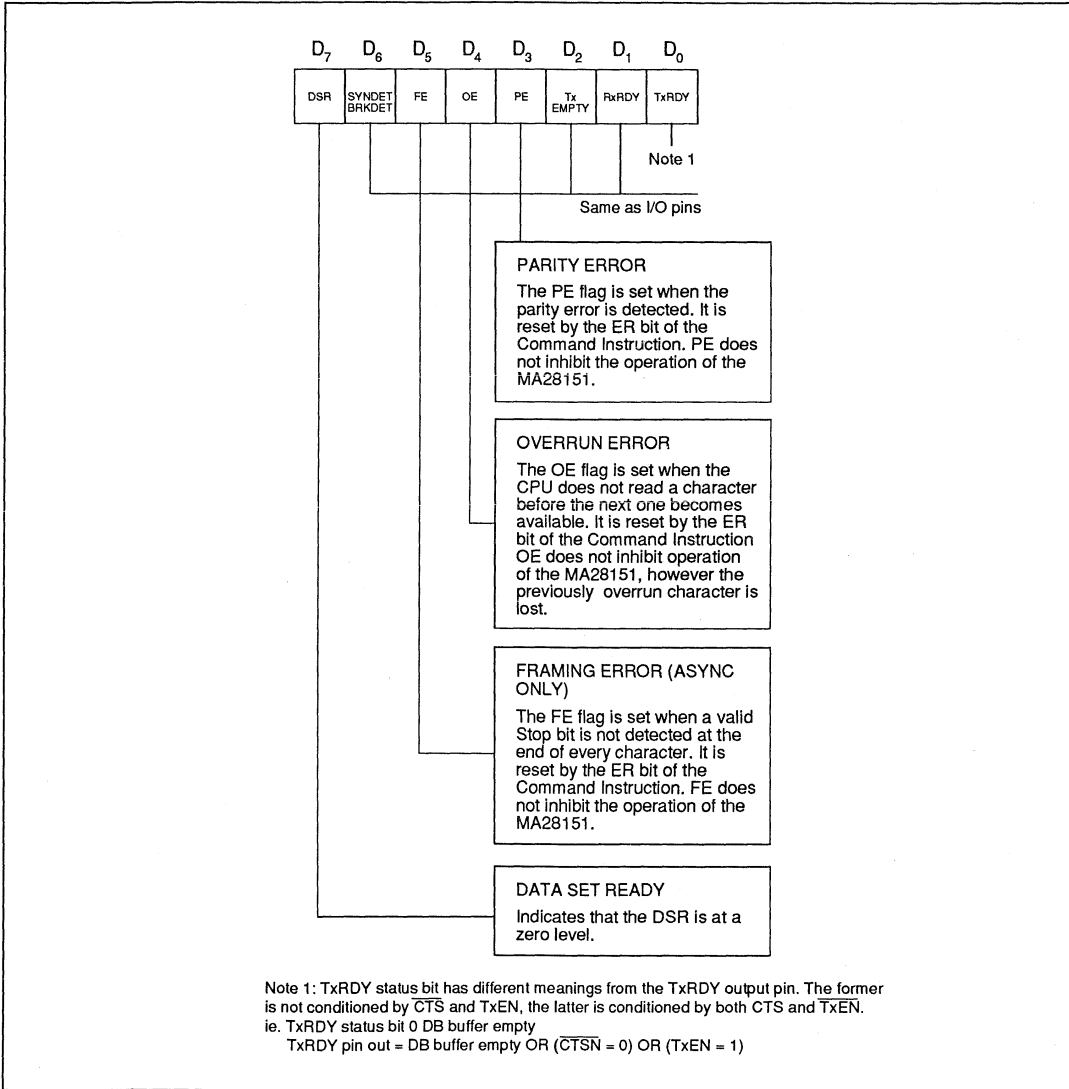 D7 D6 D5 D4 D3 D2 D1 D0
DSR SYNDET BRKDET FE OE PE Tx EMPTY RxRDY TxRDY
Note 1
Same as I/O pins
PARITY ERROR
The PE flag is set when the
parity error is detected. It is
reset by the ER bit of the
Command Instruction. PE does
not inhibit the operation of the
MA28151.
OVERRUN ERROR
The OE flag is set when the
CPU does not read a character
before the next one becomes
available. It is reset by the ER
bit of the Command Instruction
OE does not inhibit operation
of the MA28151, however the
previously overrun character is
lost.
FRAMING ERROR (ASYNC
ONLY)
The FE flag is set when a valid
Stop bit is not detected at the
end of every character. It is
reset by the ER bit of the
Command Instruction. FE does
not inhibit the operation of the
MA28151.
DATA SET READY
Indicates that the DSR is at a
zero level.
Note 1: TxRDY status bit has different meanings from the TxRDY output pin. The former
is not conditioned by C̅T̅S̅ and TxEN, the latter is conditioned by both CTS and T̅x̅E̅N̅.
ie. TxRDY status bit 0 DB buffer empty
TxRDY pin out = DB buffer empty OR (C̅T̅S̅N̅ = 0) OR (TxEN = 1)